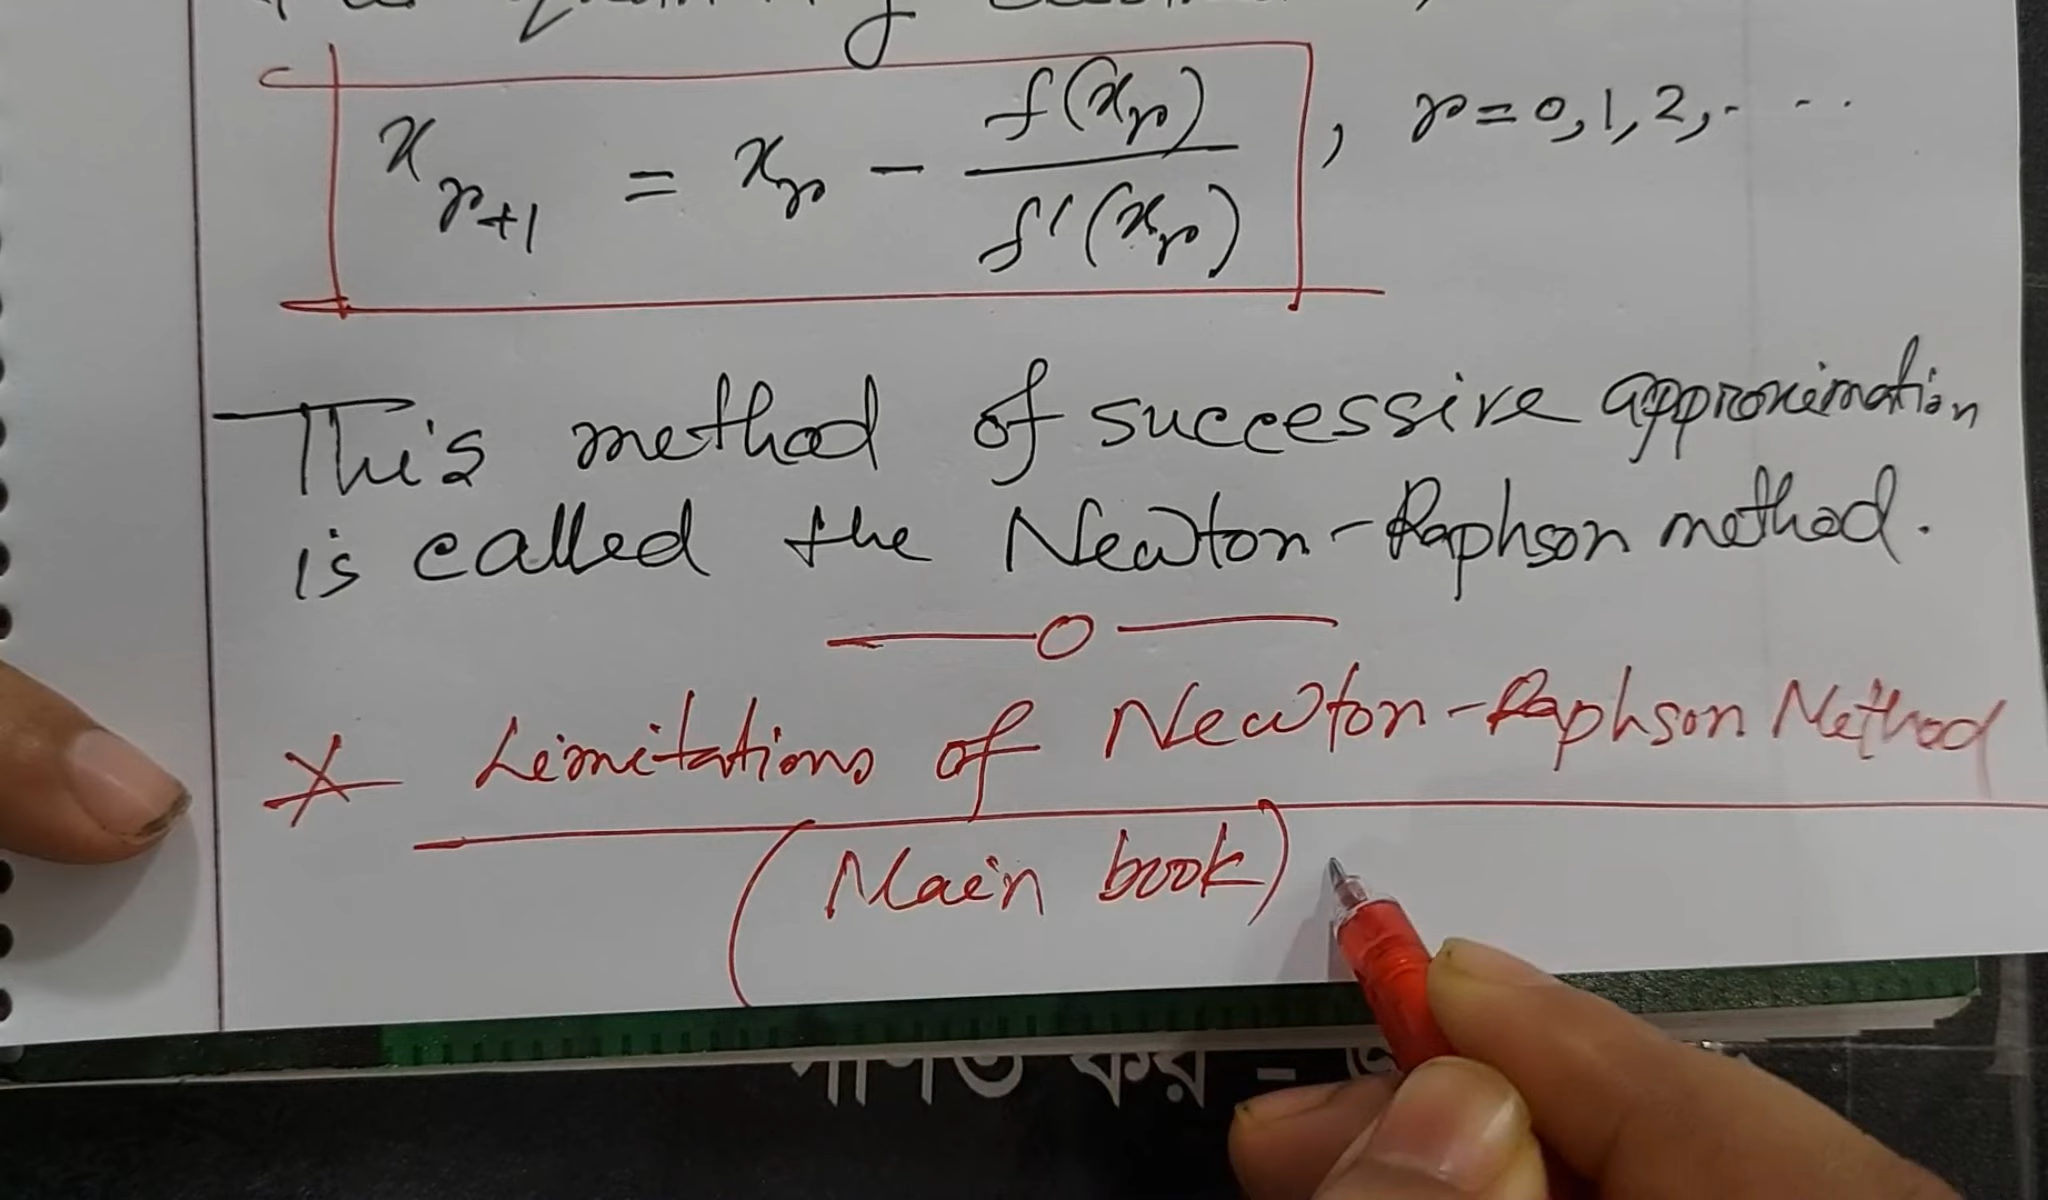 x_{r+1} = x_r - \frac{f(x_r)}{f'(x_r)}, r = 0, 1, 2, ....
This method of successive approximation
is called the Newton-Raphson method.
* Limitations of Newton-Raphson Method
(Main book)